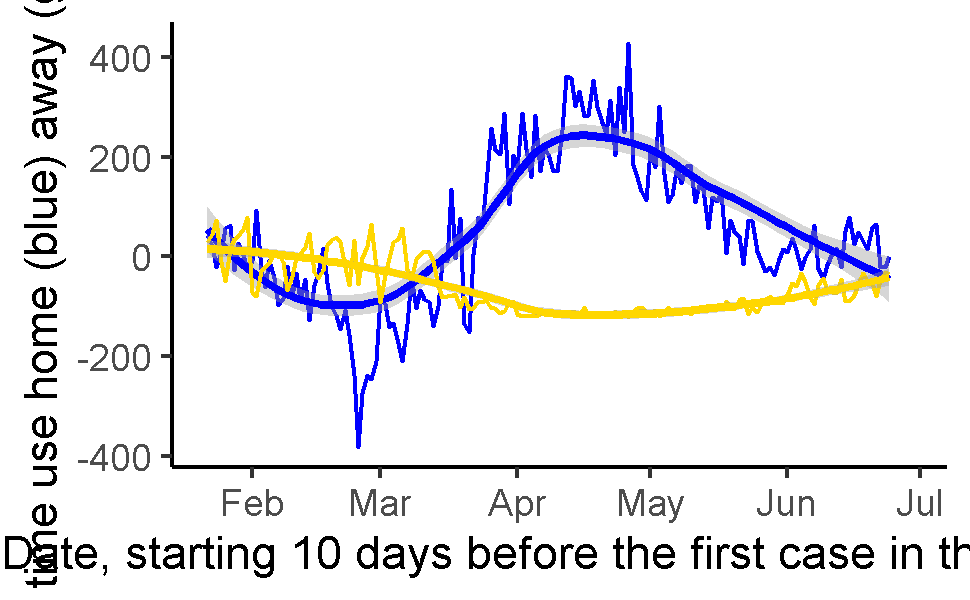 time use home (blue) away (
400
200
0
-200
-400
Feb Mar Apr May Jun Jul
Date, starting 10 days before the first case in th